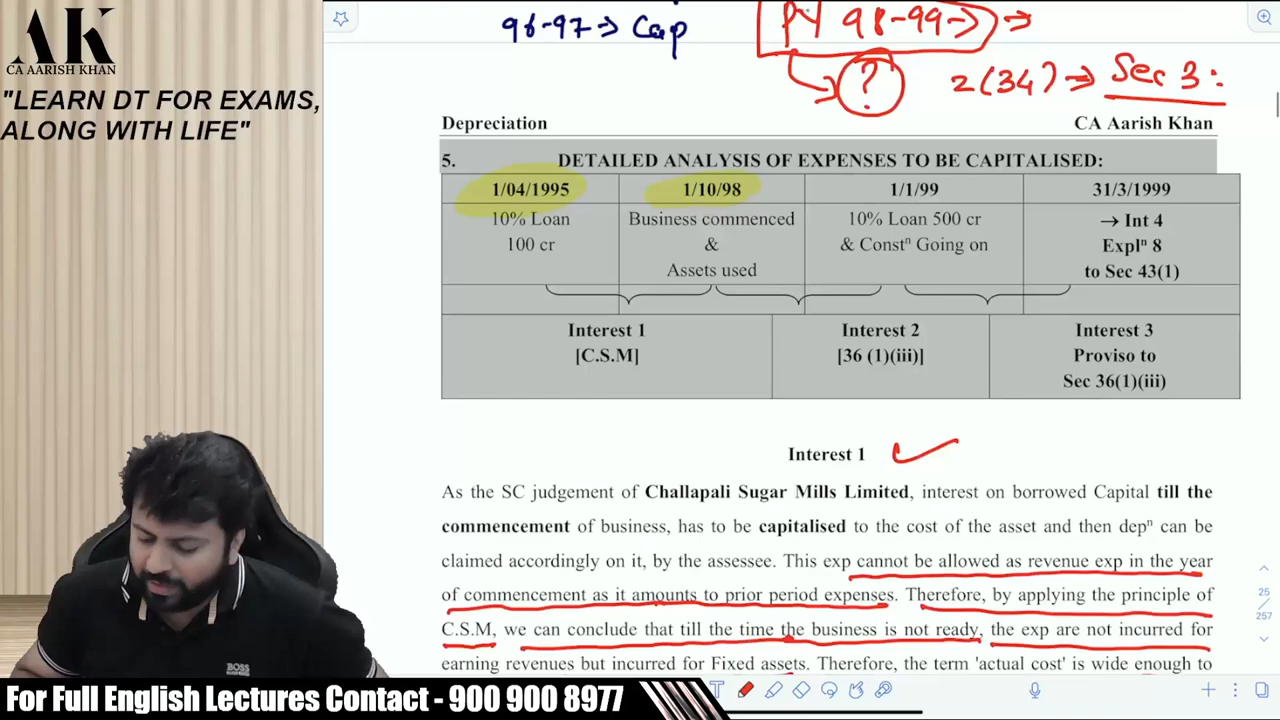 AK
CA AARISH KHAN
"LEARN DT FOR EXAMS,
ALONG WITH LIFE"
96-97 → Cap
PY 98-99 → →
?
2(34) → Sec 3:
Depreciation CA Aarish Khan
5. DETAILED ANALYSIS OF EXPENSES TO BE CAPITALISED:
1/04/1995 1/10/98 1/1/99 31/3/1999
10% Loan Business commenced 10% Loan 500 cr → Int 4
100 cr & & Constⁿ Going on Explⁿ 8
Assets used to Sec 43(1)
Interest 1 Interest 2 Interest 3
[C.S.M] [36 (1)(iii)] Proviso to
Sec 36(1)(iii)
Interest 1
As the SC judgement of Challapali Sugar Mills Limited, interest on borrowed Capital till the
commencement of business, has to be capitalised to the cost of the asset and then depⁿ can be
claimed accordingly on it, by the assessee. This exp cannot be allowed as revenue exp in the year
of commencement as it amounts to prior period expenses. Therefore, by applying the principle of
C.S.M, we can conclude that till the time the business is not ready, the exp are not incurred for
earning revenues but incurred for Fixed assets. Therefore, the term 'actual cost' is wide enough to
25
257
BOSS
For Full English Lectures Contact - 900 900 8977